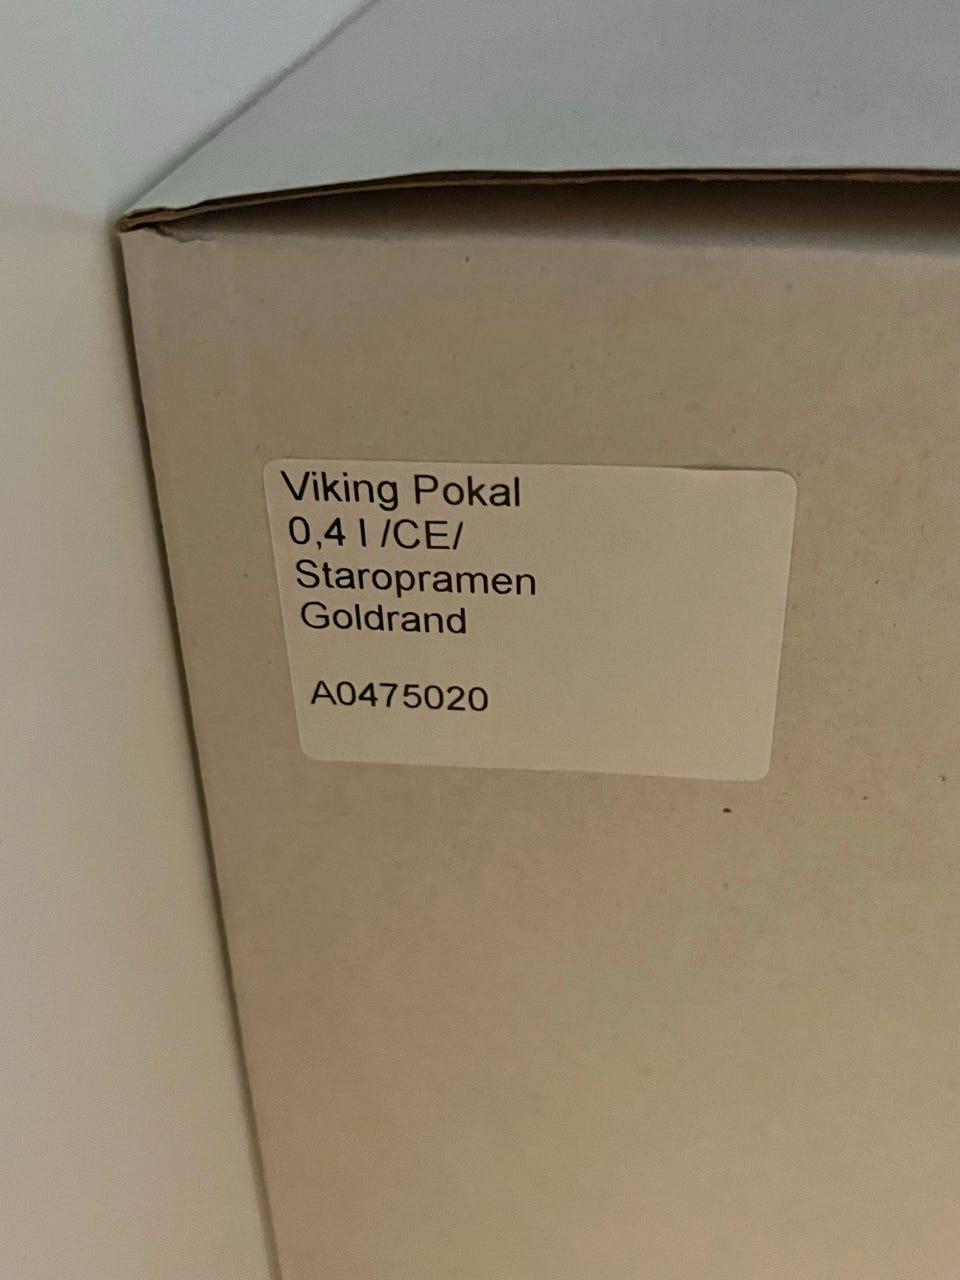 Viking Pokal
0,4 l /CE/
Staropramen
Goldrand
A0475020